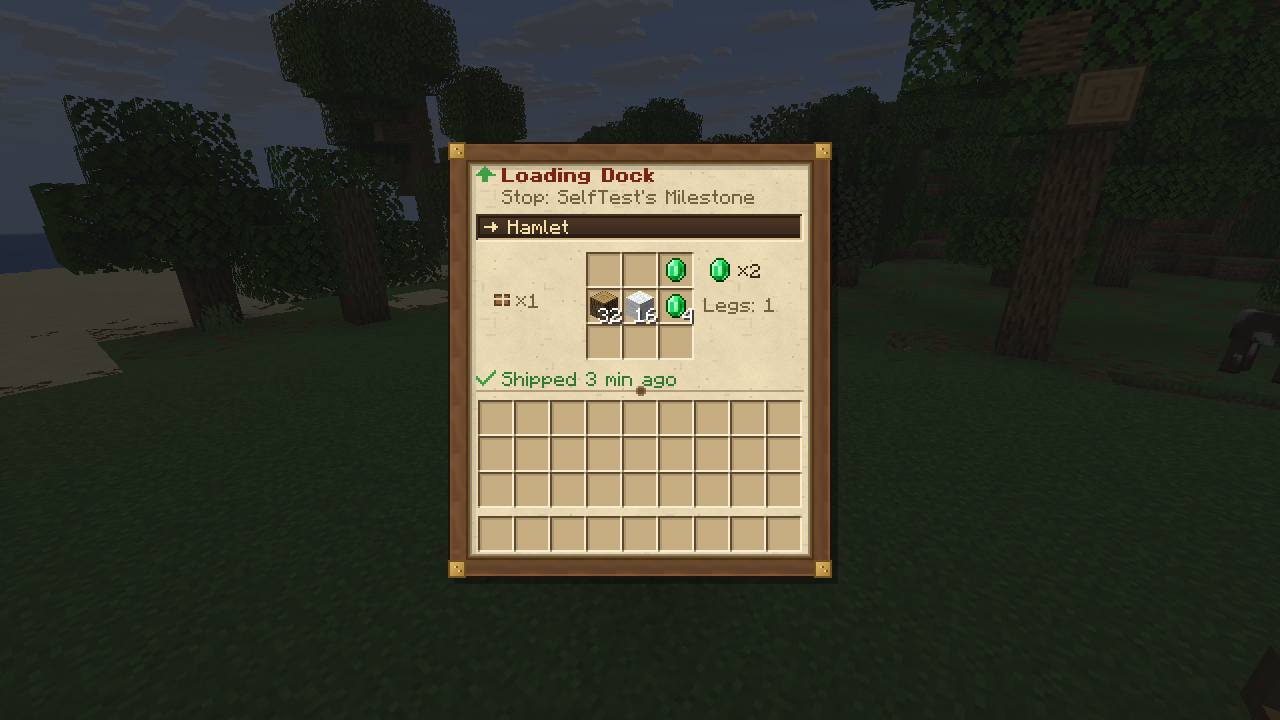 Loading Dock
Stop: SelfTest's Milestone
→ Hamlet
×2
×1
32 16 4
Legs: 1
Shipped 3 min ago